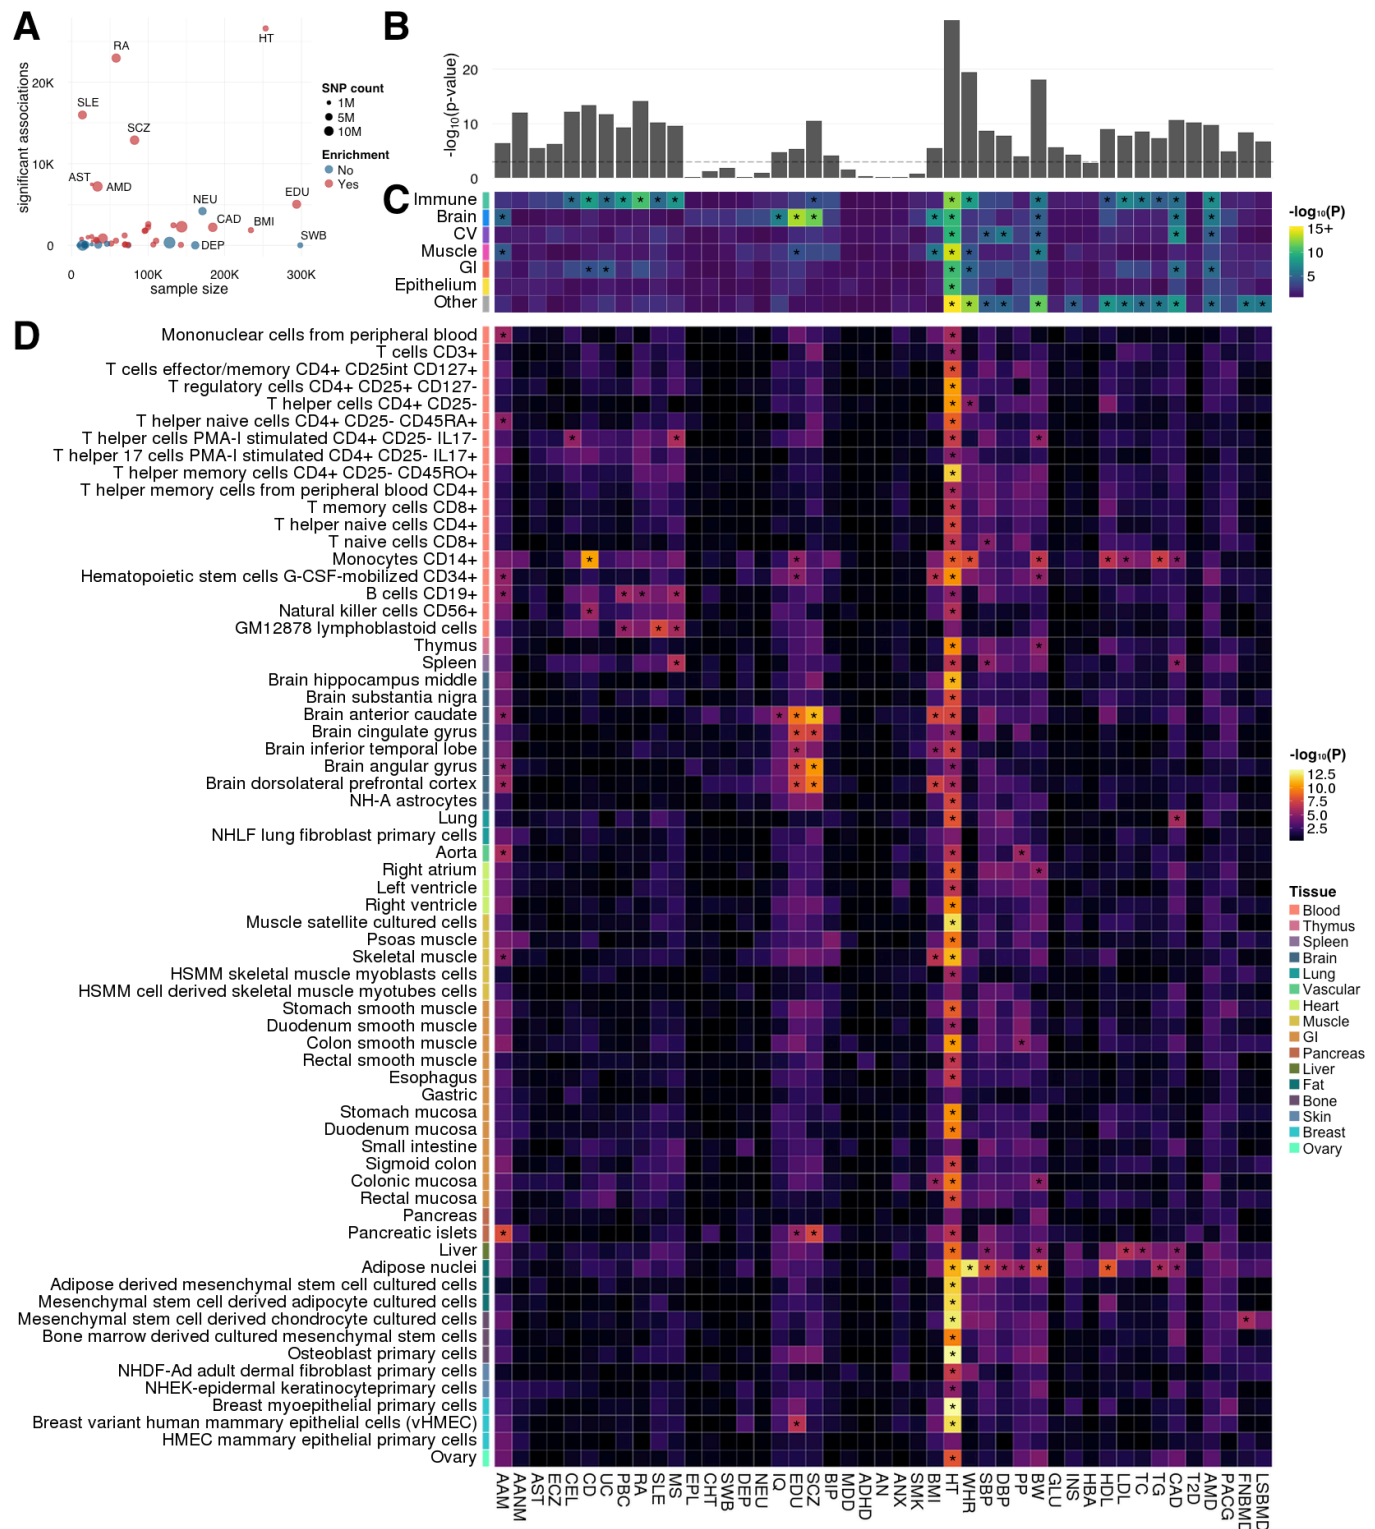 A
B
C
D
significant associations
20K
10K
0
0
100K
200K
300K
sample size
RA
HT
SLE
SCZ
AST
AMD
NEU
EDU
CAD
BMI
DEP
SWB
SNP count
1M
5M
10M
Enrichment
No
Yes
-log₁₀(p-value)
20
10
0
Immune
Brain
CV
Muscle
GI
Epithelium
Other
-log₁₀(P)
15+
10
5
Mononuclear cells from peripheral blood
T cells CD3+
T cells effector/memory CD4+ CD25int CD127+
T regulatory cells CD4+ CD25+ CD127-
T helper cells CD4+ CD25-
T helper naive cells CD4+ CD25- CD45RA+
T helper cells PMA-I stimulated CD4+ CD25- IL17-
T helper 17 cells PMA-I stimulated CD4+ CD25- IL17+
T helper memory cells CD4+ CD25- CD45RO+
T helper memory cells from peripheral blood CD4+
T memory cells CD8+
T helper naive cells CD4+
T naive cells CD8+
Monocytes CD14+
Hematopoietic stem cells G-CSF-mobilized CD34+
B cells CD19+
Natural killer cells CD56+
GM12878 lymphoblastoid cells
Thymus
Spleen
Brain hippocampus middle
Brain substantia nigra
Brain anterior caudate
Brain cingulate gyrus
Brain inferior temporal lobe
Brain angular gyrus
Brain dorsolateral prefrontal cortex
NH-A astrocytes
Lung
NHLF lung fibroblast primary cells
Aorta
Right atrium
Left ventricle
Right ventricle
Muscle satellite cultured cells
Psoas muscle
Skeletal muscle
HSMM skeletal muscle myoblasts cells
HSMM cell derived skeletal muscle myotubes cells
Stomach smooth muscle
Duodenum smooth muscle
Colon smooth muscle
Rectal smooth muscle
Esophagus
Gastric
Stomach mucosa
Duodenum mucosa
Small intestine
Sigmoid colon
Colonic mucosa
Rectal mucosa
Pancreas
Pancreatic islets
Liver
Adipose nuclei
Adipose derived mesenchymal stem cell cultured cells
Mesenchymal stem cell derived adipocyte cultured cells
Mesenchymal stem cell derived chondrocyte cultured cells
Bone marrow derived cultured mesenchymal stem cells
Osteoblast primary cells
NHDF-Ad adult dermal fibroblast primary cells
NHEK-epidermal keratinocyteprimary cells
Breast myoepithelial primary cells
Breast variant human mammary epithelial cells (vHMEC)
HMEC mammary epithelial primary cells
Ovary
-log₁₀(P)
12.5
10.0
7.5
5.0
2.5
Tissue
Blood
Thymus
Spleen
Brain
Lung
Vascular
Heart
Muscle
GI
Pancreas
Liver
Fat
Bone
Skin
Breast
Ovary
AAM
AANM
AST
ECZ
CEL
CD
UC
PBC
RA
SLE
MS
EPL
CHT
SWB
DEP
NEU
IQ
EDU
SCZ
BIP
MDD
ADHD
AN
ANX
SMK
BMI
HT
WHR
SBP
DBP
PP
BW
GLU
INS
HBA
HDL
LDL
TC
TG
CAD
T2D
AMD
PACG
FNBMD
LSBMD